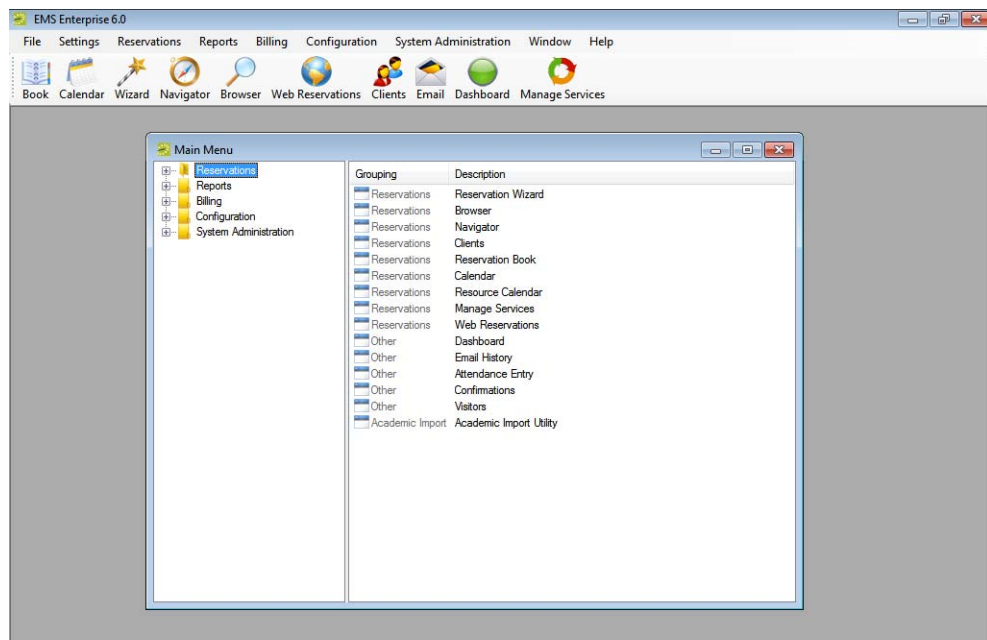 EMS Enterprise 6.0
File Settings Reservations Reports Billing Configuration System Administration Window Help
Book Calendar Wizard Navigator Browser Web Reservations Clients Email Dashboard Manage Services
Main Menu
Reservations
Reports
Billing
Configuration
System Administration
Grouping Description
Reservations Reservation Wizard
Reservations Browser
Reservations Navigator
Reservations Clients
Reservations Reservation Book
Reservations Calendar
Reservations Resource Calendar
Reservations Manage Services
Reservations Web Reservations
Other Dashboard
Other Email History
Other Attendance Entry
Other Confirmations
Other Visitors
Academic Import Academic Import Utility